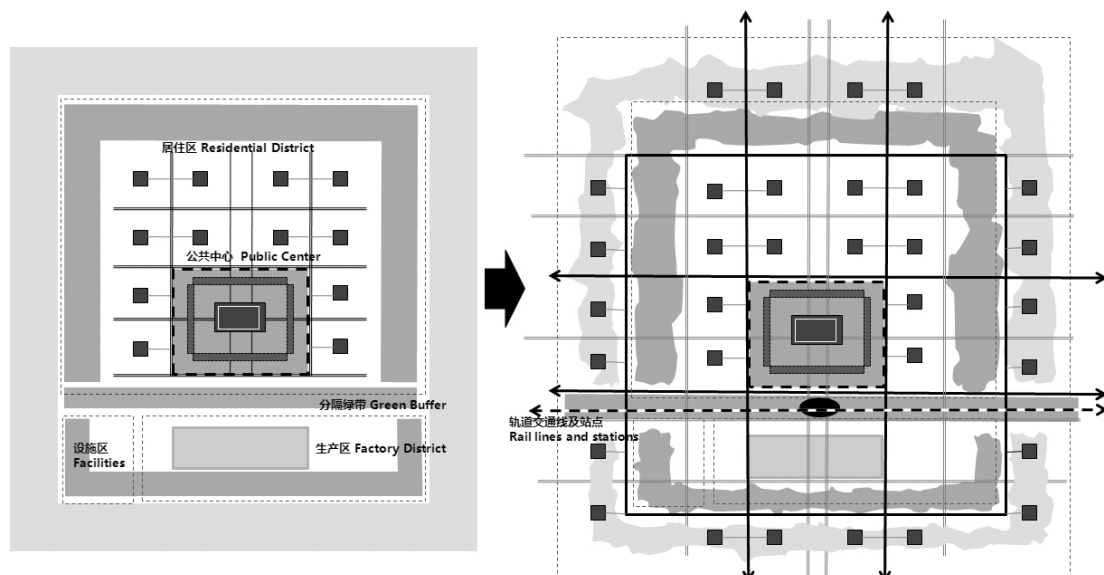 居住区 Residential District
公共中心 Public Center
分隔绿带 Green Buffer
设施区
Facilities
生产区 Factory District
轨道交通线及站点
Rail lines and stations